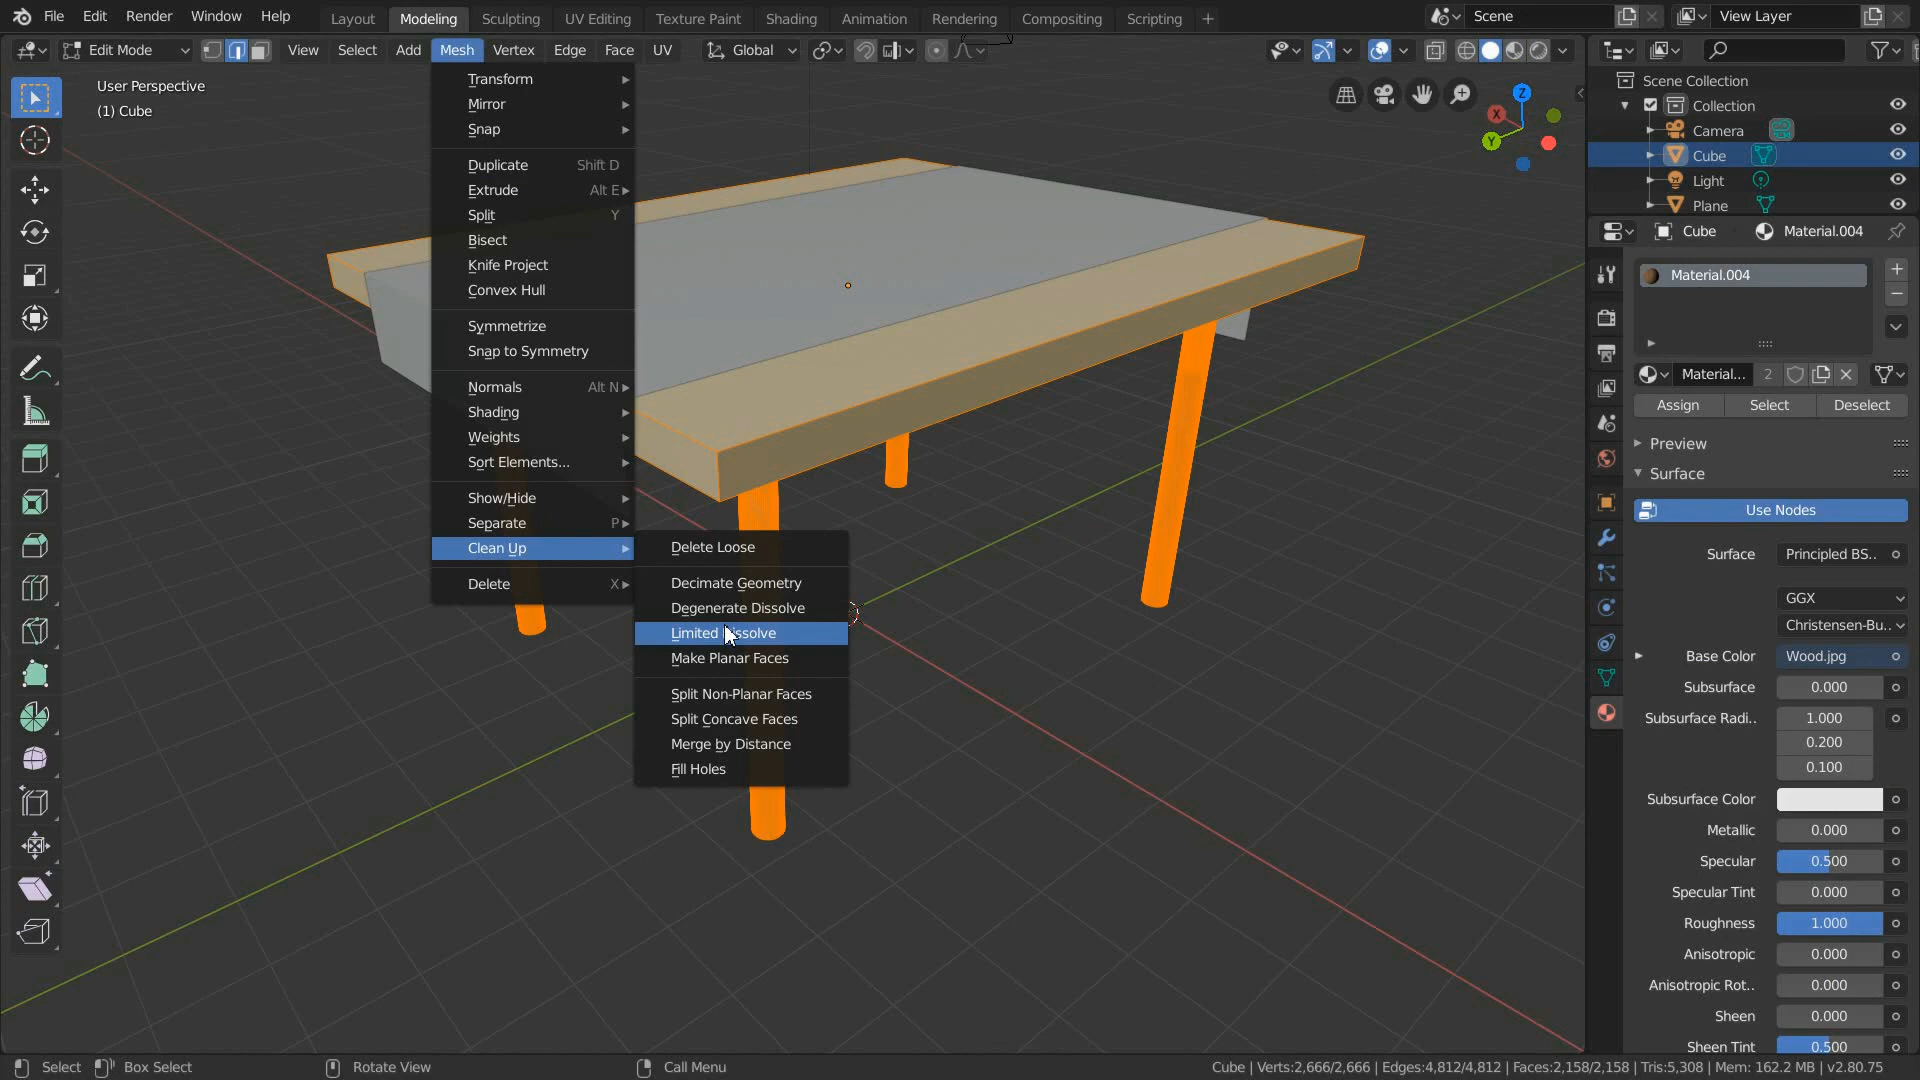 File Edit Render Window Help Layout Modeling Sculpting UV Editing Texture Paint Shading Animation Rendering Compositing Scripting + Scene View Layer
Edit Mode View Select Add Mesh Vertex Edge Face UV Global
User Perspective
(1) Cube
Transform
Mirror
Snap
Duplicate Shift D
Extrude Alt E
Split Y
Bisect
Knife Project
Convex Hull
Symmetrize
Snap to Symmetry
Normals Alt N
Shading
Weights
Sort Elements...
Show/Hide
Separate P
Clean Up
Delete X
Delete Loose
Decimate Geometry
Degenerate Dissolve
Limited
Make Planar Faces
Split Non-Planar Faces
Split Concave Faces
Merge by Distance
Fill Holes
Z
X
Y
Scene Collection
Collection
Camera
Cube
Light
Plane
Cube Material.004
Material.004
Material... 2
Assign Select Deselect
Preview
Surface
Use Nodes
Surface Principled BS..
GGX
Christensen-Bu..
Base Color Wood.jpg
Subsurface 0.000
Subsurface Radi.. 1.000
0.200
0.100
Subsurface Color
Metallic 0.000
Specular 0.500
Specular Tint 0.000
Roughness 1.000
Anisotropic 0.000
Anisotropic Rot.. 0.000
Sheen 0.000
Sheen Tint 0.500
Select Box Select Rotate View Call Menu Cube | Verts:2,666/2,666 | Edges:4,812/4,812 | Faces:2,158/2,158 | Tris:5,308 | Mem: 162.2 MB | v2.80.75